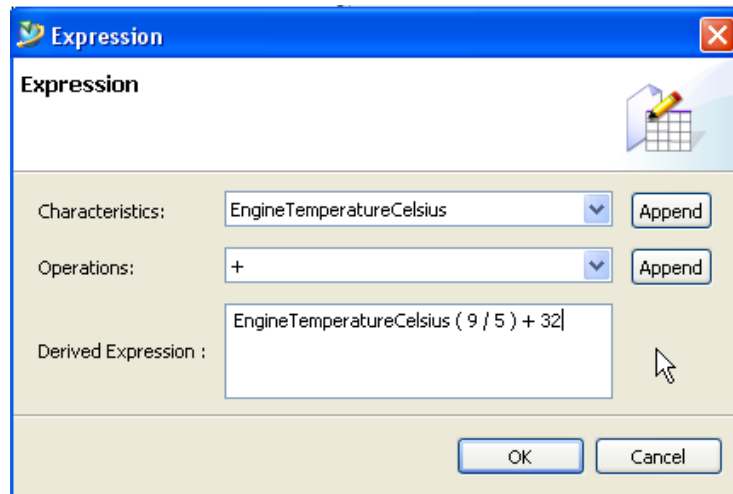 Expression
Expression
Characteristics: EngineTemperatureCelsius Append
Operations: + Append
Derived Expression : EngineTemperatureCelsius ( 9 / 5 ) + 32
OK Cancel